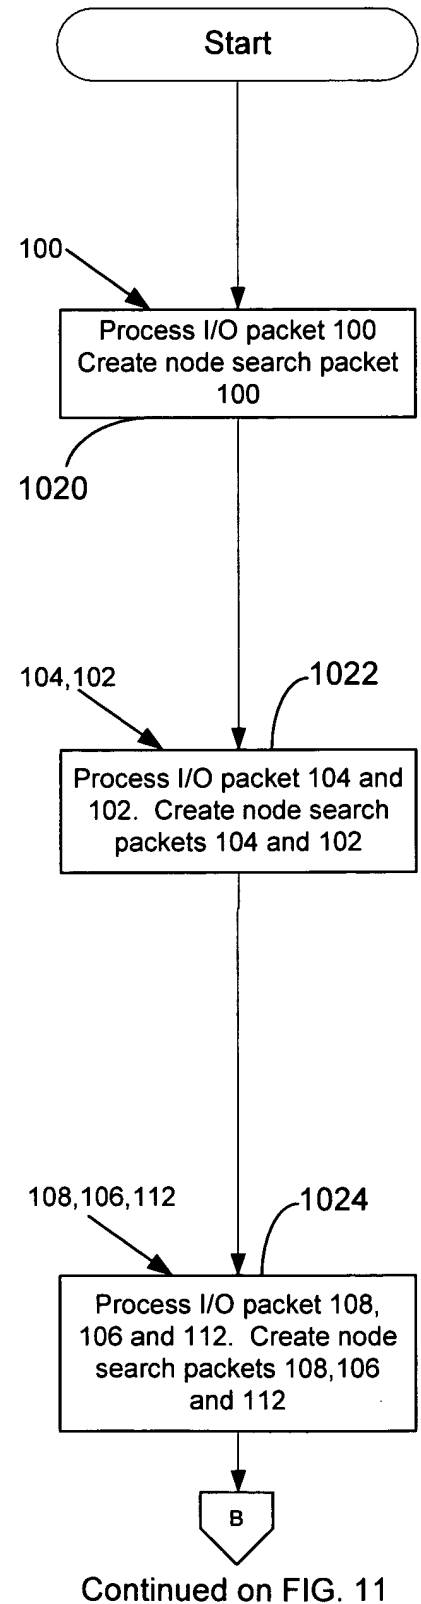 Start
100
Process I/O packet 100
Create node search packet
100
1020
104,102
1022
Process I/O packet 104 and
102. Create node search
packets 104 and 102
108,106,112
1024
Process I/O packet 108,
106 and 112. Create node
search packets 108,106
and 112
B
Continued on FIG. 11